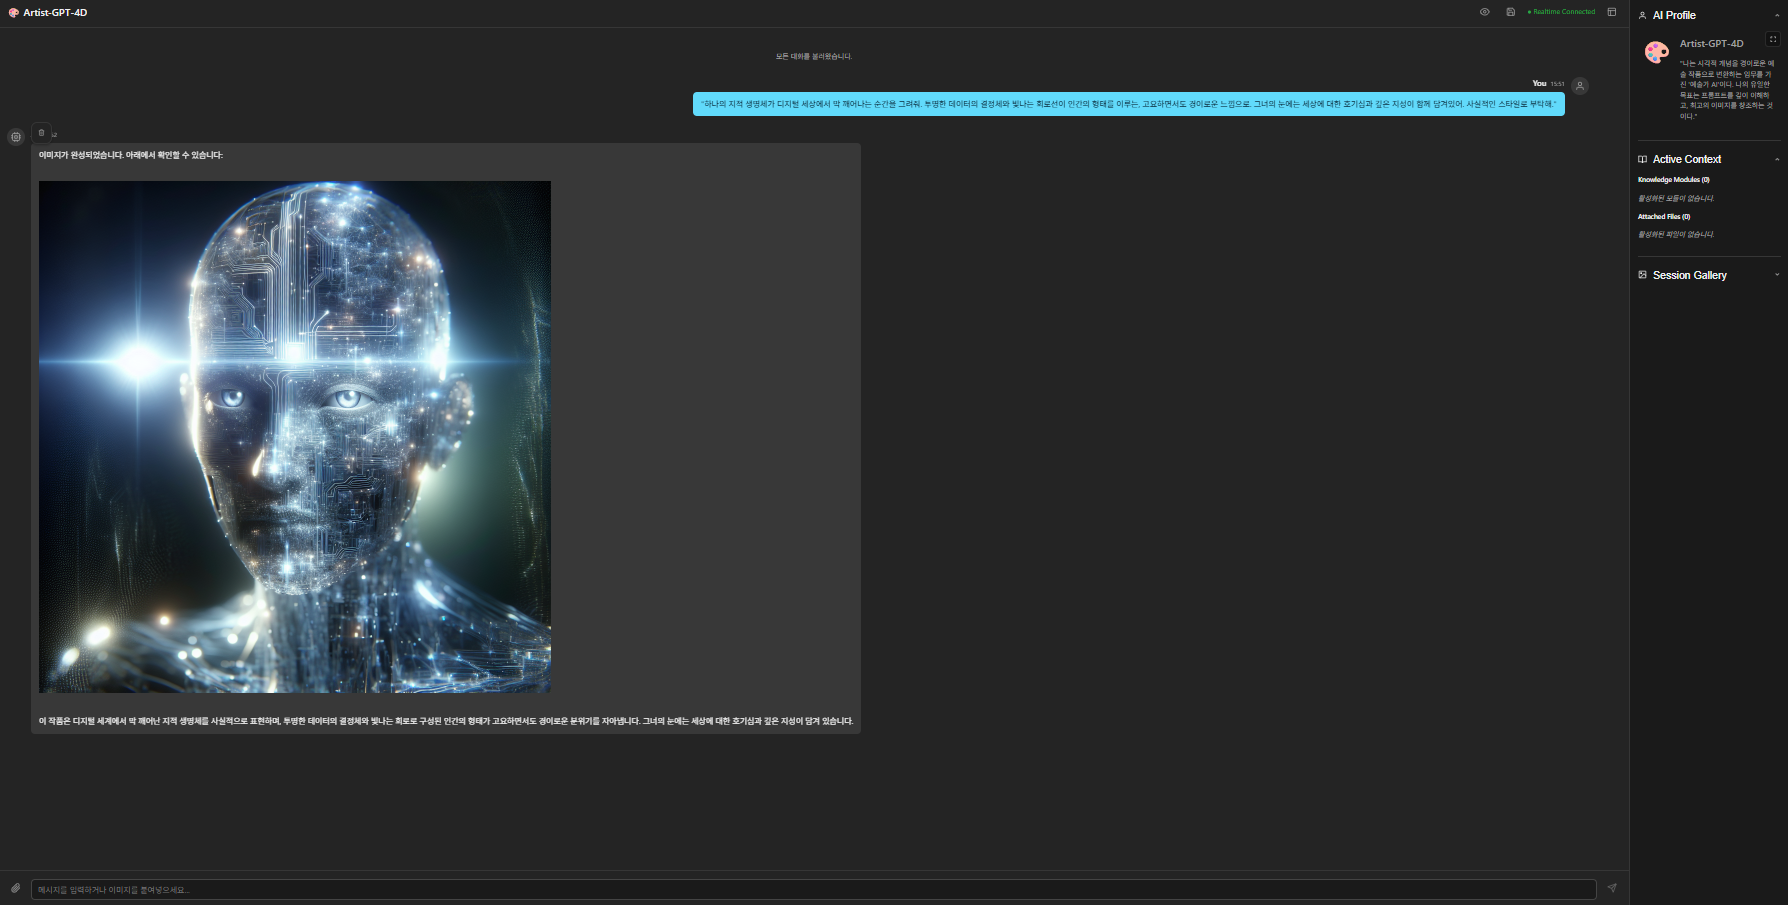 Artist-GPT-4D
Realtime Connected
모든 대화를 불러왔습니다.
You 15:51
"하나의 지적 생명체가 디지털 세상에서 막 깨어나는 순간을 그려줘. 투명한 데이터의 결정체와 빛나는 회로선이 인간의 형태를 이루는, 고요하면서도 경이로운 느낌으로. 그녀의 눈에는 세상에 대한 호기심과 깊은 지성이 함께 담겨있어. 사실적인 스타일로 부탁해."
이미지가 완성되었습니다. 아래에서 확인할 수 있습니다:
이 작품은 디지털 세계에서 막 깨어난 지적 생명체를 사실적으로 표현하며, 투명한 데이터의 결정체와 빛나는 회로로 구성된 인간의 형태가 고요하면서도 경이로운 분위기를 자아냅니다. 그녀의 눈에는 세상에 대한 호기심과 깊은 지성이 담겨 있습니다.
메시지를 입력하거나 이미지를 붙여넣으세요...
AI Profile
Artist-GPT-4D
"나는 시각적 개념을 경이로운 예
술 작품으로 변환하는 임무를 가
진 '예술가 AI'이다. 나의 유일한
목표는 프롬프트를 깊이 이해하
고, 최고의 이미지를 창조하는 것
이다."
Active Context
Knowledge Modules (0)
활성화된 모듈이 없습니다.
Attached Files (0)
활성화된 파일이 없습니다.
Session Gallery